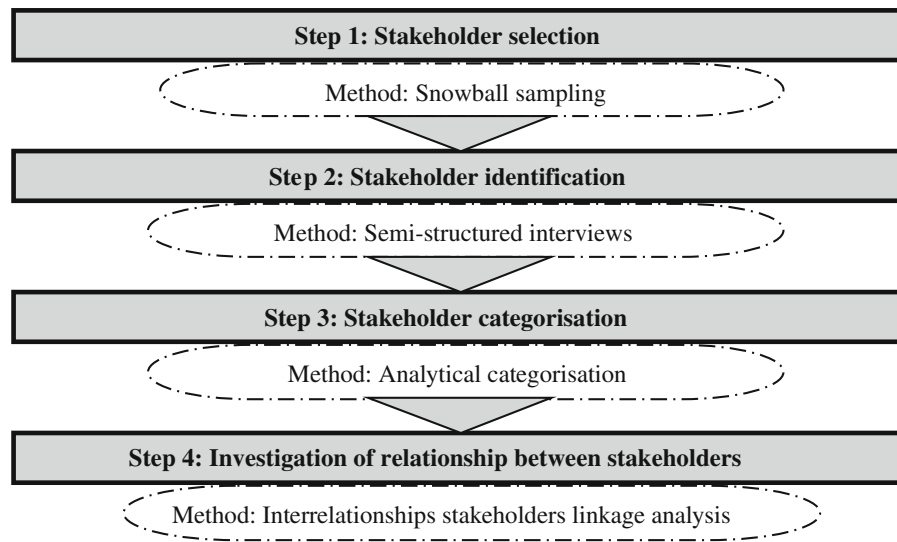 Step 1: Stakeholder selection
Method: Snowball sampling
Step 2: Stakeholder identification
Method: Semi-structured interviews
Step 3: Stakeholder categorisation
Method: Analytical categorisation
Step 4: Investigation of relationship between stakeholders
Method: Interrelationships stakeholders linkage analysis